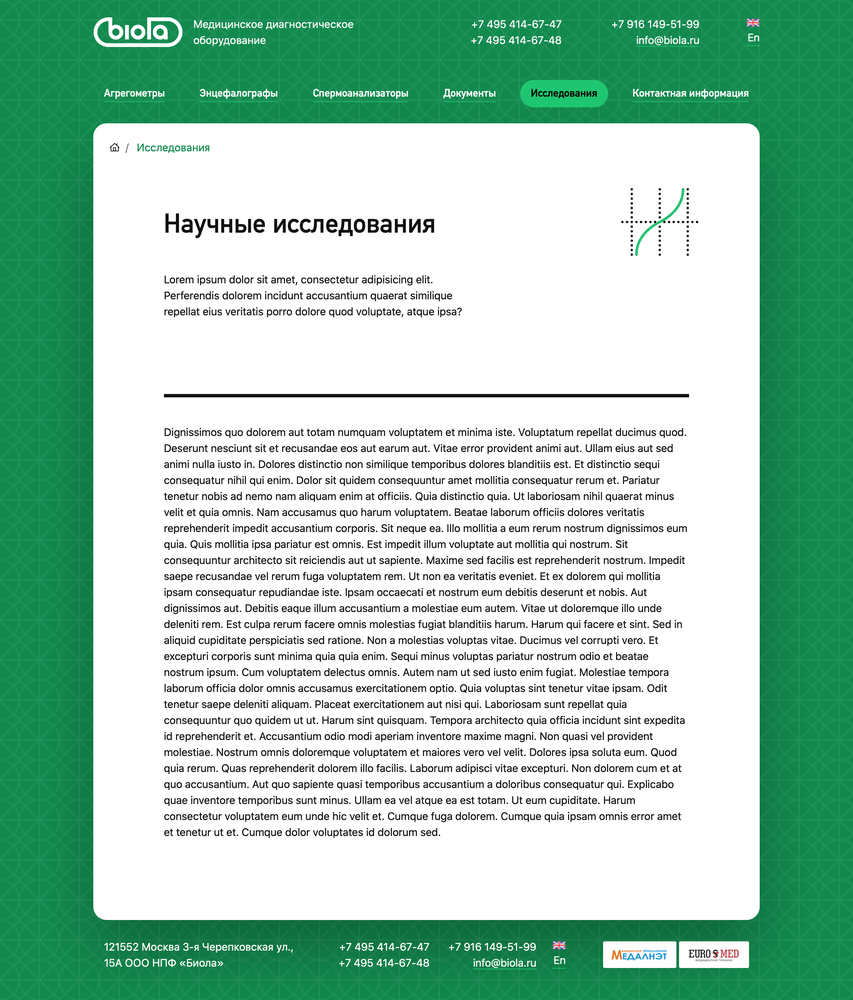 biola
Медицинское диагностическое
оборудование
+7 495 414-67-47
+7 495 414-67-48
+7 916 149-51-99
info@biola.ru
En
Агрегометры Энцефалографы Спермоанализаторы Документы Исследования Контактная информация
/ Исследования
Научные исследования
Lorem ipsum dolor sit amet, consectetur adipisicing elit.
Perferendis dolorem incidunt accusantium quaerat similique
repellat eius veritatis porro dolore quod voluptate, atque ipsa?
Dignissimos quo dolorem aut totam numquam voluptatem et minima iste. Voluptatum repellat ducimus quod.
Deserunt nesciunt sit et recusandae eos aut earum aut. Vitae error provident animi aut. Ullam eius aut sed
animi nulla iusto in. Dolores distinctio non similique temporibus dolores blanditiis est. Et distinctio sequi
consequatur nihil qui enim. Dolor sit quidem consequuntur amet mollitia consequatur rerum et. Pariatur
tenetur nobis ad nemo nam aliquam enim at officiis. Quia distinctio quia. Ut laboriosam nihil quaerat minus
velit et quia omnis. Nam accusamus quo harum voluptatem. Beatae laborum officiis dolores veritatis
reprehenderit impedit accusantium corporis. Sit neque ea. Illo mollitia a eum rerum nostrum dignissimos eum
quia. Quis mollitia ipsa pariatur est omnis. Est impedit illum voluptate aut mollitia qui nostrum. Sit
consequuntur architecto sit reiciendis aut ut sapiente. Maxime sed facilis est reprehenderit nostrum. Impedit
saepe recusandae vel rerum fuga voluptatem rem. Ut non ea veritatis eveniet. Et ex dolorem qui mollitia
ipsam consequatur repudiandae iste. Ipsam occaecati et nostrum eum debitis deserunt et nobis. Aut
dignissimos aut. Debitis eaque illum accusantium a molestiae eum autem. Vitae ut doloremque illo unde
deleniti rem. Est culpa rerum facere omnis molestias fugiat blanditiis harum. Harum qui facere et sint. Sed in
aliquid cupiditate perspiciatis sed ratione. Non a molestias voluptas vitae. Ducimus vel corrupti vero. Et
excepturi corporis sunt minima quia quia enim. Sequi minus voluptas pariatur nostrum odio et beatae
nostrum ipsum. Cum voluptatem delectus omnis. Autem nam ut sed iusto enim fugiat. Molestiae tempora
laborum officia dolor omnis accusamus exercitationem optio. Quia voluptas sint tenetur vitae ipsam. Odit
tenetur saepe deleniti aliquam. Placeat exercitationem aut nisi qui. Laboriosam sunt repellat quia
consequuntur quo quidem ut ut. Harum sint quisquam. Tempora architecto quia officia incidunt sint expedita
id reprehenderit et. Accusantium odio modi aperiam inventore maxime magni. Non quasi vel provident
molestiae. Nostrum omnis doloremque voluptatem et maiores vero vel velit. Dolores ipsa soluta eum. Quod
quia rerum. Quas reprehenderit dolorem illo facilis. Laborum adipisci vitae excepturi. Non dolorem cum et at
quo accusantium. Aut quo sapiente quasi temporibus accusantium a doloribus consequatur qui. Explicabo
quae inventore temporibus sunt minus. Ullam ea vel atque ea est totam. Ut eum cupiditate. Harum
consectetur voluptatem eum unde hic velit et. Cumque fuga dolorem. Cumque quia ipsam omnis error amet
et tenetur ut et. Cumque dolor voluptates id dolorum sed.
121552 Москва 3-я Черепковская ул.,
15А ООО НПФ «Биола»
+7 495 414-67-47
+7 495 414-67-48
+7 916 149-51-99
info@biola.ru
En
МЕДАЛНЭТ
EURO MED